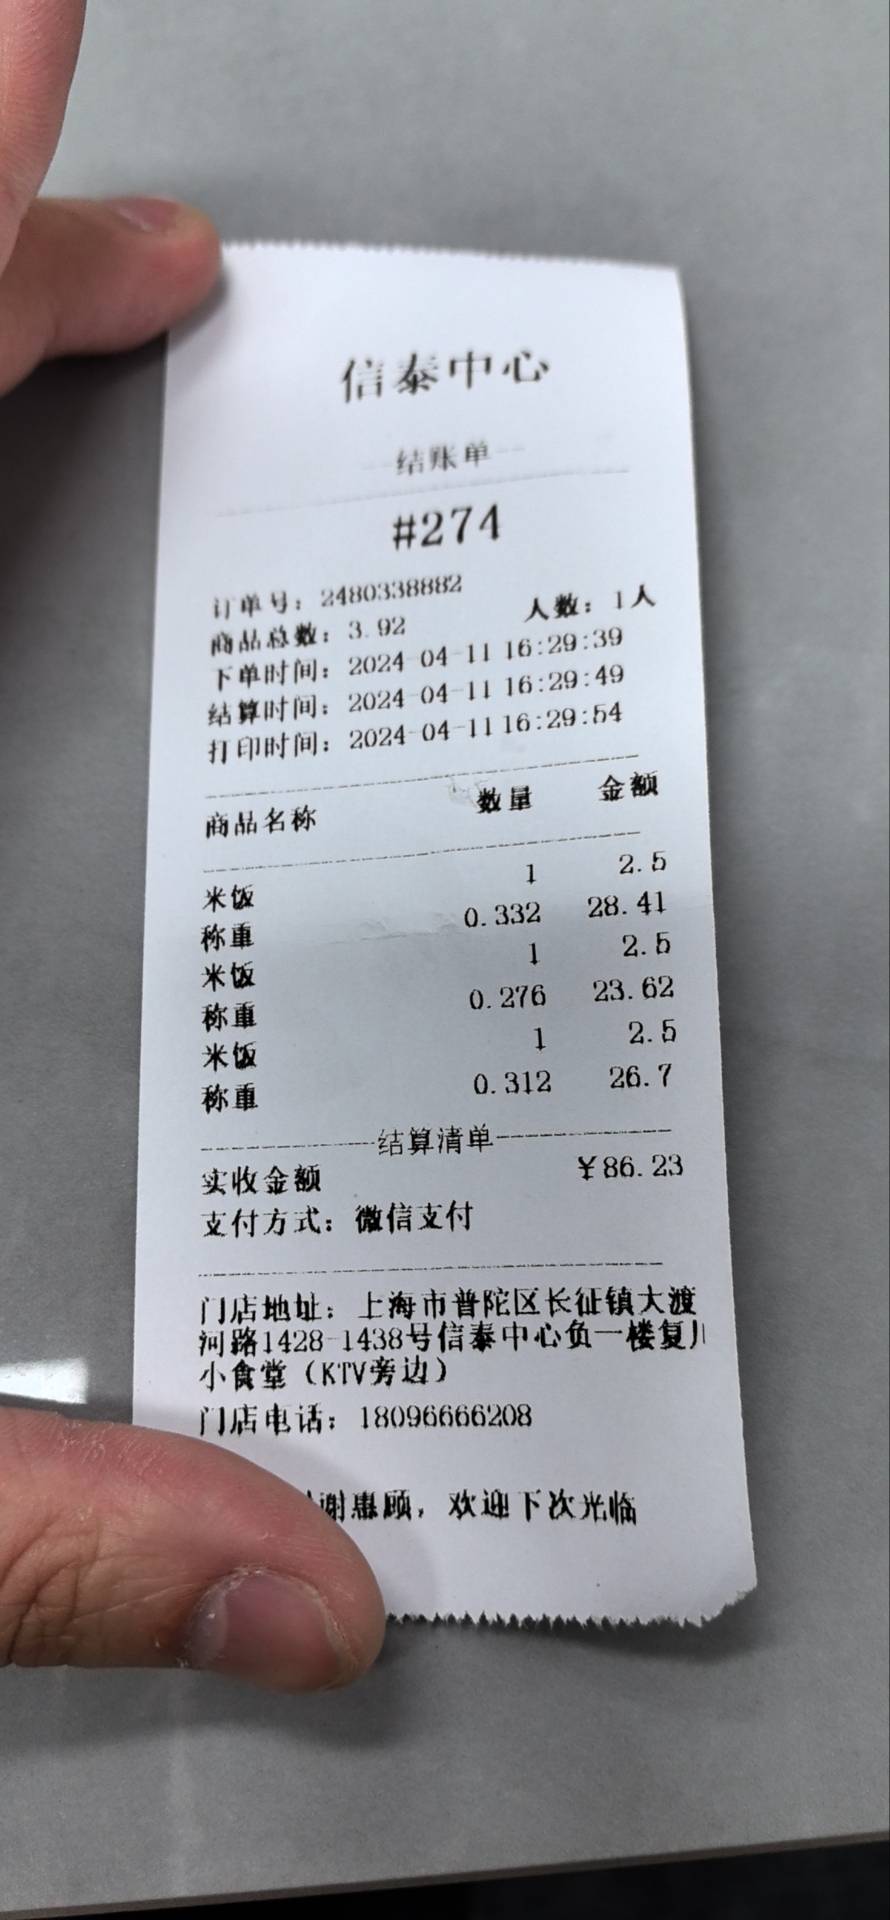 信泰中心
--结账单--
#274
订单号：2480338882
商品总数：3.92 人数：1人
下单时间：2024-04-11 16:29:39
结算时间：2024-04-11 16:29:49
打印时间：2024-04-11 16:29:54
商品名称 数量 金额
米饭 1 2.5
称重 0.332 28.41
米饭 1 2.5
称重 0.276 23.62
米饭 1 2.5
称重 0.312 26.7
结算清单
实收金额 ￥86.23
支付方式：微信支付
门店地址：上海市普陀区长征镇大渡
河路1428-1438号信泰中心负一楼复川
小食堂（KTV旁边）
门店电话：18096666208
谢惠顾，欢迎下次光临